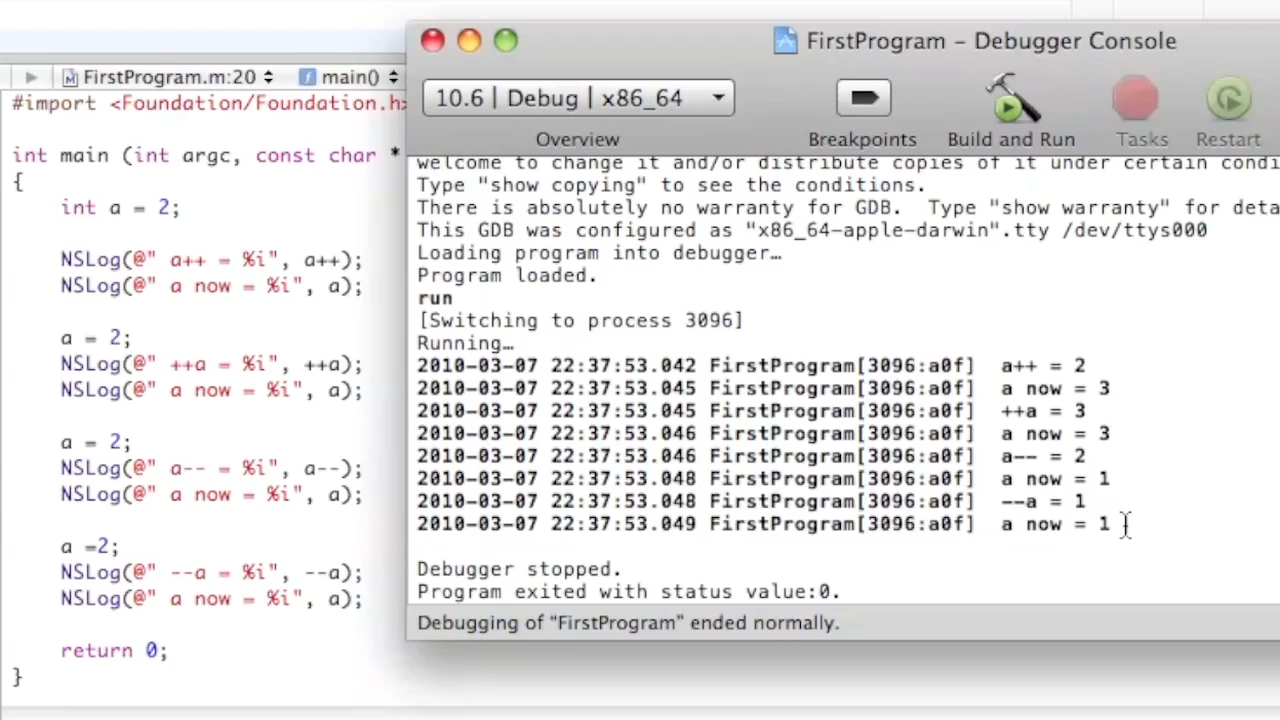 FirstProgram.m:20 main()
#import <Foundation/Foundation.h>
int main (int argc, const char *
{
int a = 2;
NSLog(@" a++ = %i", a++);
NSLog(@" a now = %i", a);
a = 2;
NSLog(@" ++a = %i", ++a);
NSLog(@" a now = %i", a);
a = 2;
NSLog(@" a-- = %i", a--);
NSLog(@" a now = %i", a);
a =2;
NSLog(@" --a = %i", --a);
NSLog(@" a now = %i", a);
return 0;
}
FirstProgram – Debugger Console
10.6 | Debug | x86_64
Overview Breakpoints Build and Run Tasks Restart
welcome to change it and/or distribute copies of it under certain condi
Type "show copying" to see the conditions.
There is absolutely no warranty for GDB.  Type "show warranty" for deta
This GDB was configured as "x86_64-apple-darwin".tty /dev/ttys000
Loading program into debugger…
Program loaded.
run
[Switching to process 3096]
Running…
2010-03-07 22:37:53.042 FirstProgram[3096:a0f]  a++ = 2
2010-03-07 22:37:53.045 FirstProgram[3096:a0f]  a now = 3
2010-03-07 22:37:53.045 FirstProgram[3096:a0f]  ++a = 3
2010-03-07 22:37:53.046 FirstProgram[3096:a0f]  a now = 3
2010-03-07 22:37:53.046 FirstProgram[3096:a0f]  a-- = 2
2010-03-07 22:37:53.048 FirstProgram[3096:a0f]  a now = 1
2010-03-07 22:37:53.048 FirstProgram[3096:a0f]  --a = 1
2010-03-07 22:37:53.049 FirstProgram[3096:a0f]  a now = 1
Debugger stopped.
Program exited with status value:0.
Debugging of “FirstProgram” ended normally.